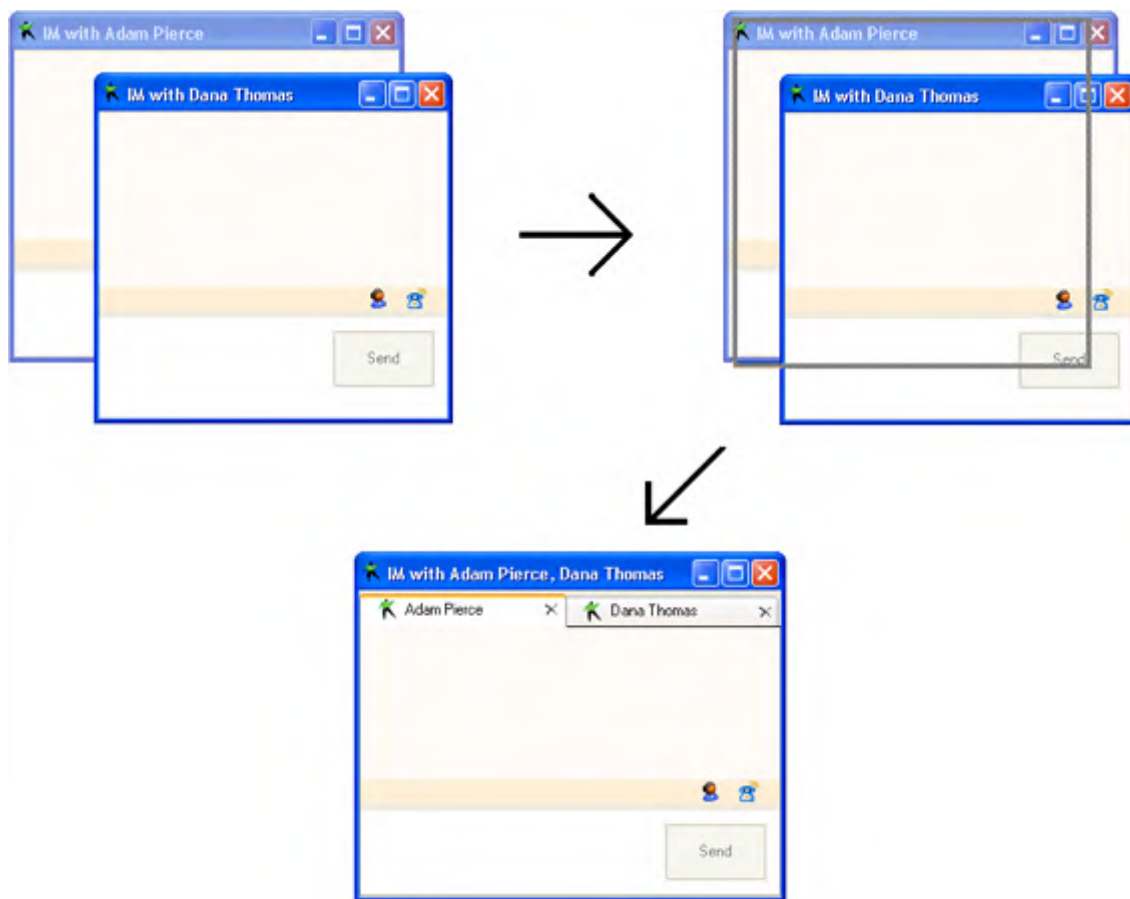 IM with Adam Pierce
IM with Dana Thomas
Send
IM with Adam Pierce
IM with Dana Thomas
Send
IM with Adam Pierce, Dana Thomas
Adam Pierce
Dana Thomas
Send